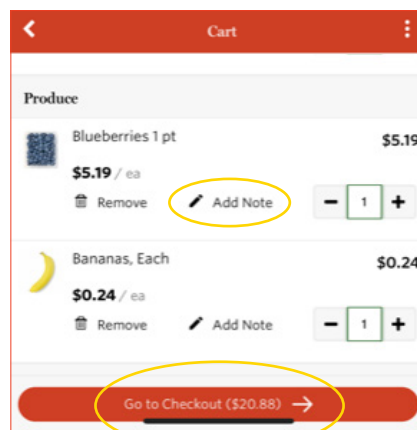 Cart
Produce
Blueberries 1 pt $5.19
$5.19 / ea
Remove Add Note - 1 +
Bananas, Each $0.24
$0.24 / ea
Remove Add Note - 1 +
Go to Checkout ($20.88) →